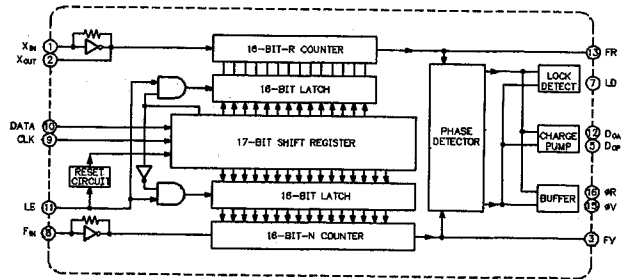 XIN 1
XOUT 2
16-BIT-R COUNTER
13 FR
16-BIT LATCH
LOCK DETECT
7 LD
DATA 10
CLK 9
17-BIT SHIFT REGISTER
PHASE DETECTOR
CHARGE PUMP
12 DOA
5 DOP
RESET CIRCUIT
16-BIT LATCH
BUFFER
16 ØR
15 ØV
LE 11
FIN 8
16-BIT-N COUNTER
3 FV